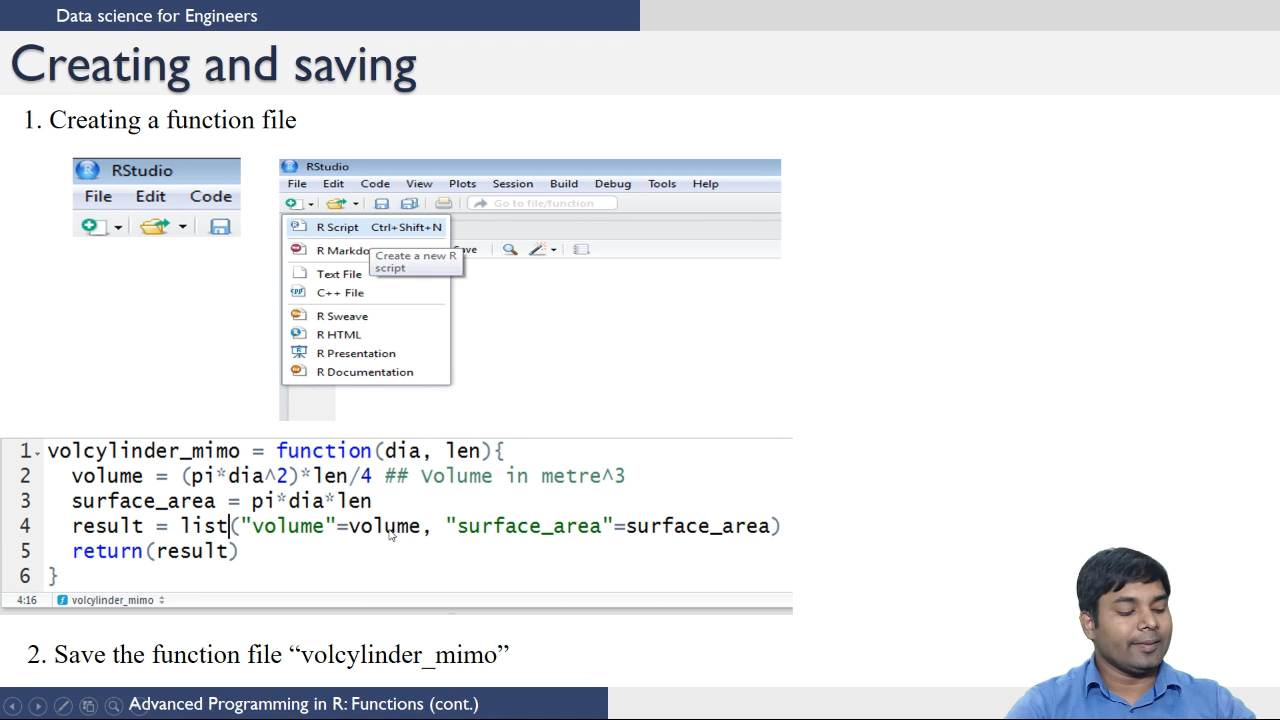 Data science for Engineers
Creating and saving
1. Creating a function file
RStudio
File Edit Code
RStudio
File Edit Code View Plots Session Build Debug Tools Help
Go to file/function
R Script Ctrl+Shift+N
R Markdo
Create a new R
script
Text File
C++ File
R Sweave
R HTML
R Presentation
R Documentation
1 volcylinder_mimo = function(dia, len){
2 volume = (pi*dia^2)*len/4 ## Volume in metre^3
3 surface_area = pi*dia*len
4 result = list("volume"=volume, "surface_area"=surface_area)
5 return(result)
6 }
4:16 volcylinder_mimo
2. Save the function file “volcylinder_mimo”
Advanced Programming in R: Functions (cont.)